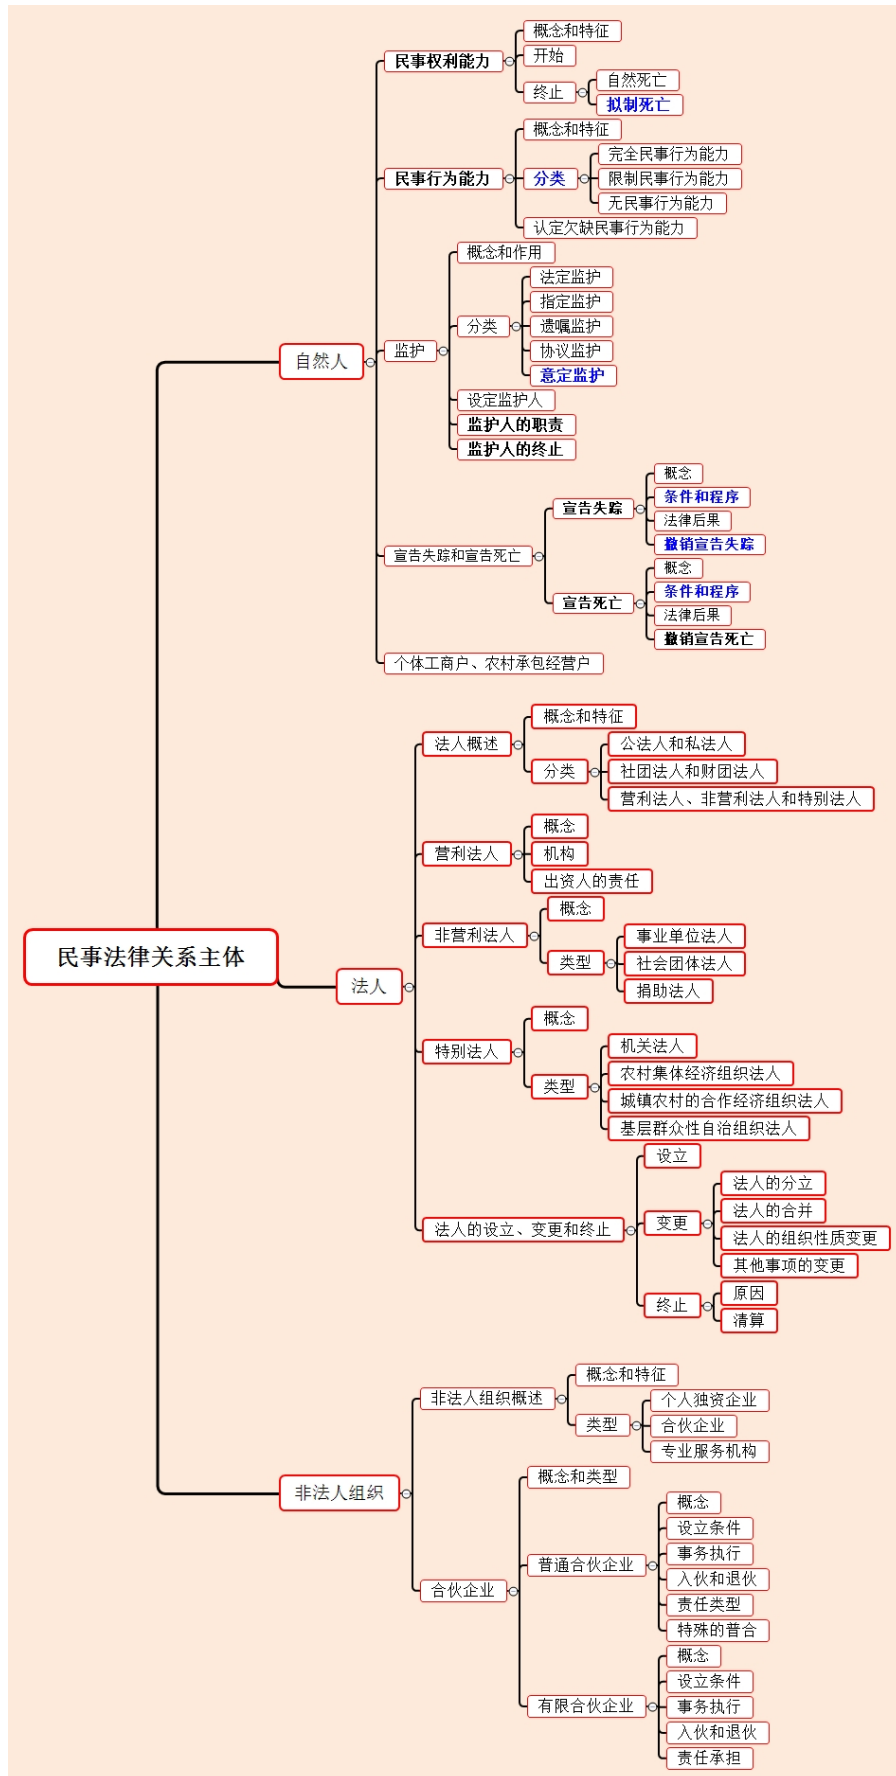 民事法律关系主体
自然人
民事权利能力
概念和特征
开始
终止
自然死亡
拟制死亡
民事行为能力
概念和特征
分类
完全民事行为能力
限制民事行为能力
无民事行为能力
认定欠缺民事行为能力
监护
概念和作用
分类
法定监护
指定监护
遗嘱监护
协议监护
意定监护
设定监护人
监护人的职责
监护人的终止
宣告失踪和宣告死亡
宣告失踪
概念
条件和程序
法律后果
撤销宣告失踪
宣告死亡
概念
条件和程序
法律后果
撤销宣告死亡
个体工商户、农村承包经营户
法人
法人概述
概念和特征
分类
公法人和私法人
社团法人和财团法人
营利法人、非营利法人和特别法人
营利法人
概念
机构
出资人的责任
非营利法人
概念
类型
事业单位法人
社会团体法人
捐助法人
特别法人
概念
类型
机关法人
农村集体经济组织法人
城镇农村的合作经济组织法人
基层群众性自治组织法人
法人的设立、变更和终止
设立
变更
法人的分立
法人的合并
法人的组织性质变更
其他事项的变更
终止
原因
清算
非法人组织
非法人组织概述
概念和特征
类型
个人独资企业
合伙企业
专业服务机构
合伙企业
概念和类型
普通合伙企业
概念
设立条件
事务执行
入伙和退伙
责任类型
特殊的普合
有限合伙企业
概念
设立条件
事务执行
入伙和退伙
责任承担